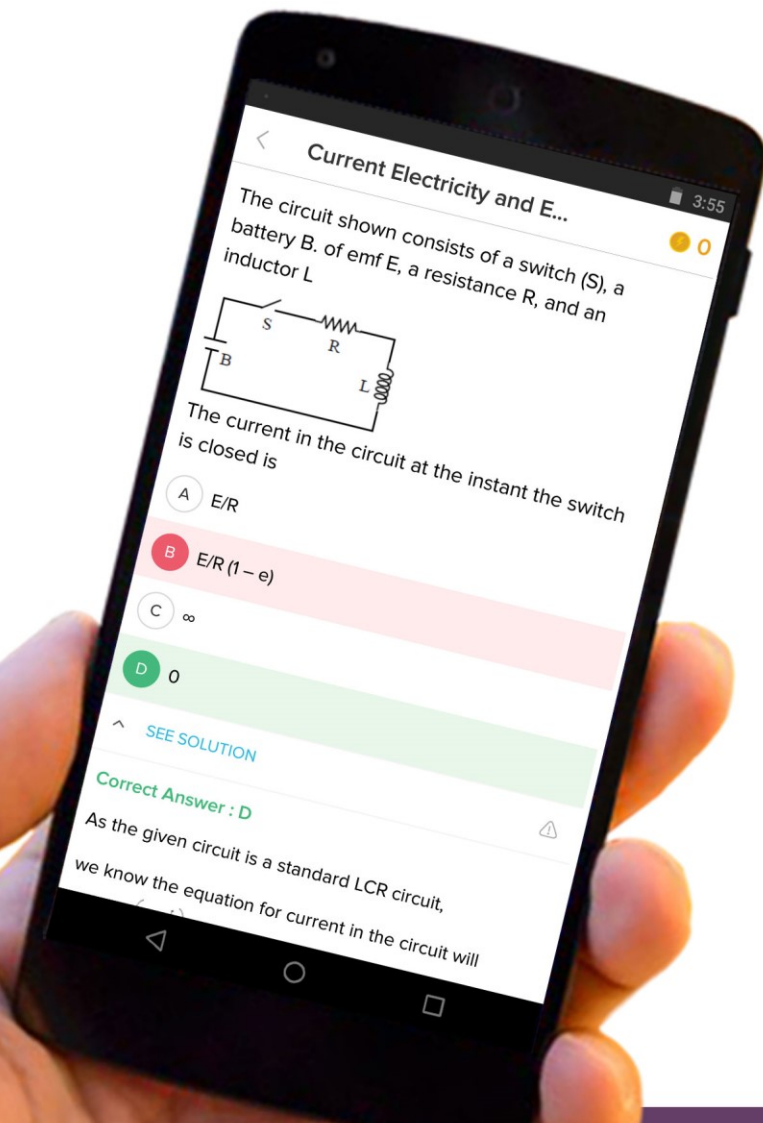 3:55
Current Electricity and E...
0
The circuit shown consists of a switch (S), a
battery B. of emf E, a resistance R, and an
inductor L
S
R
B
L
The current in the circuit at the instant the switch
is closed is
A E/R
B E/R (1 – e)
C ∞
D 0
SEE SOLUTION
Correct Answer : D
As the given circuit is a standard LCR circuit,
we know the equation for current in the circuit will